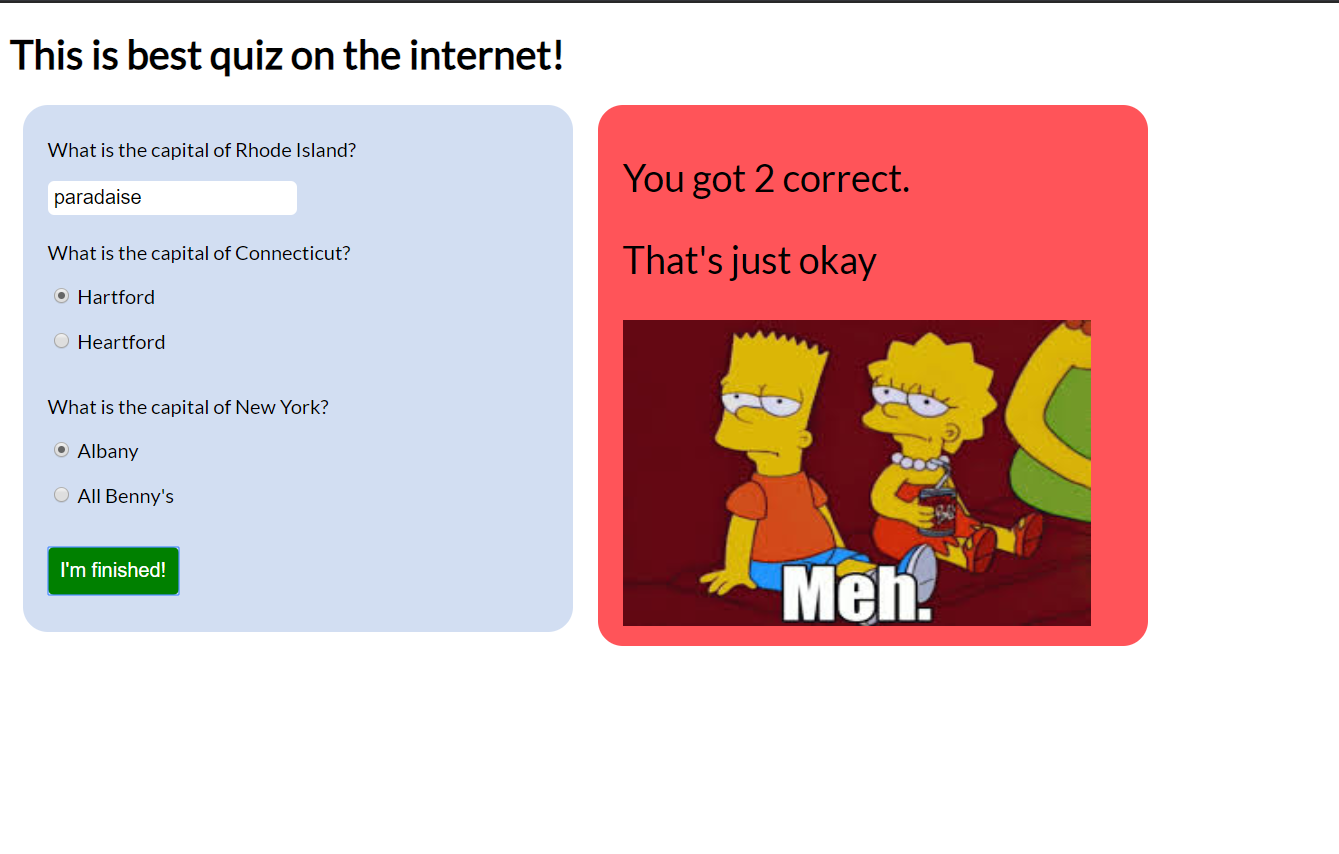 This is best quiz on the internet!
What is the capital of Rhode Island?
paradaise
What is the capital of Connecticut?
Hartford
Heartford
What is the capital of New York?
Albany
All Benny's
I'm finished!
You got 2 correct.
That's just okay
Meh.